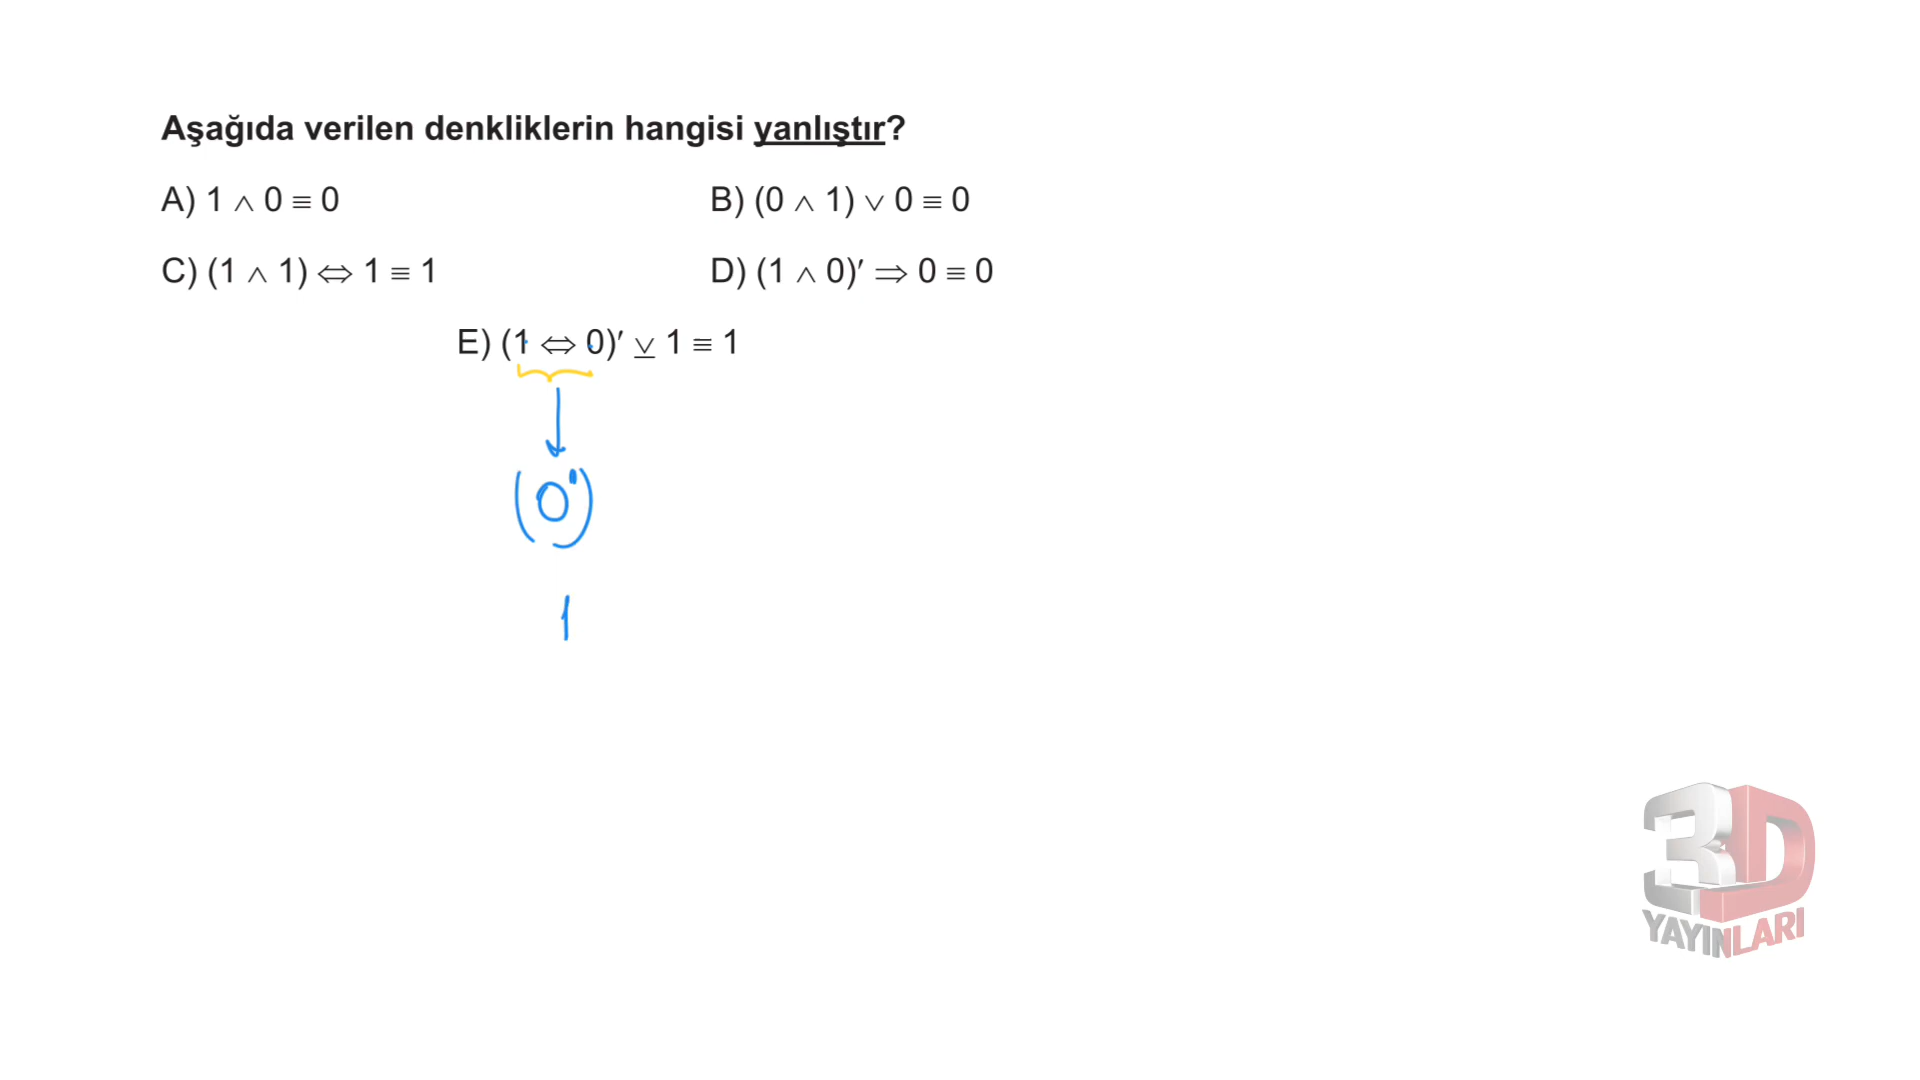 Aşağıda verilen denkliklerin hangisi yanlıştır?
A) 1 ∧ 0 ≡ 0
B) (0 ∧ 1) ∨ 0 ≡ 0
C) (1 ∧ 1) ⇔ 1 ≡ 1
D) (1 ∧ 0)′ ⇒ 0 ≡ 0
E) (1 ⇔ 0)′ ⊻ 1 ≡ 1
(0')
1
3D
YAYINLARI